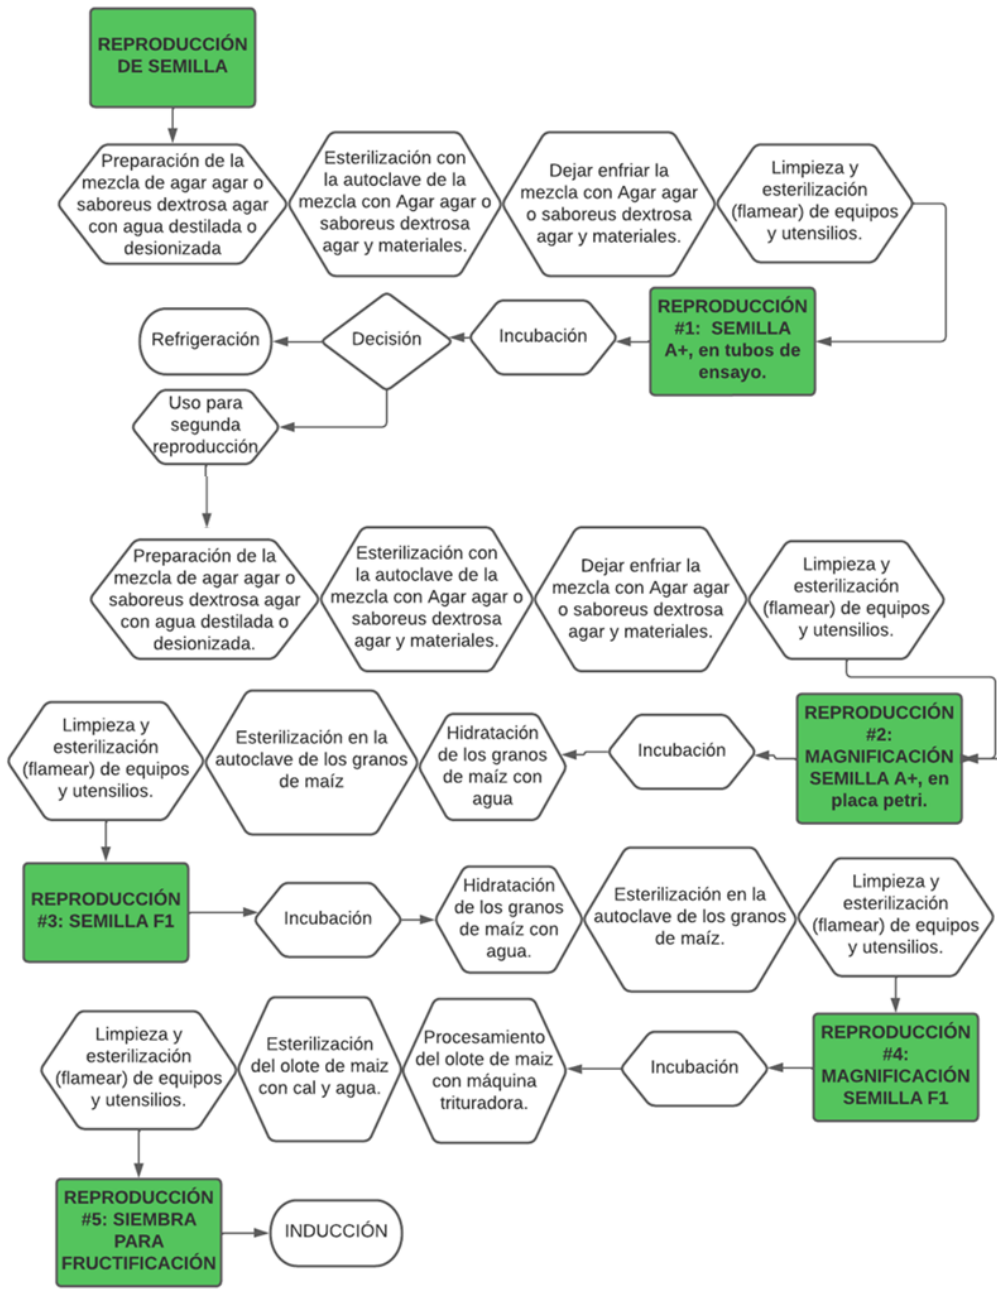 REPRODUCCIÓN
DE SEMILLA
Preparación de la
mezcla de agar agar o
saboreus dextrosa agar
con agua destilada o
desionizada
Esterilización con
la autoclave de la
mezcla con Agar agar o
saboreus dextrosa
agar y materiales.
Dejar enfriar la
mezcla con Agar agar
o saboreus dextrosa
agar y materiales.
Limpieza y
esterilización
(flamear) de equipos
y utensilios.
REPRODUCCIÓN
#1: SEMILLA
A+, en tubos de
ensayo.
Incubación
Decisión
Refrigeración
Uso para
segunda
reproducción
Preparación de la
mezcla de agar agar o
saboreus dextrosa agar
con agua destilada o
desionizada.
Esterilización con
la autoclave de la
mezcla con Agar agar o
saboreus dextrosa
agar y materiales.
Dejar enfriar la
mezcla con Agar agar
o saboreus dextrosa
agar y materiales.
Limpieza y
esterilización
(flamear) de equipos
y utensilios.
REPRODUCCIÓN
#2:
MAGNIFICACIÓN
SEMILLA A+, en
placa petri.
Incubación
Hidratación
de los granos
de maíz con
agua
Esterilización en la
autoclave de los granos
de maíz
Limpieza y
esterilización
(flamear) de equipos
y utensilios.
REPRODUCCIÓN
#3: SEMILLA F1
Incubación
Hidratación
de los granos
de maíz con
agua.
Esterilización en la
autoclave de los granos
de maíz.
Limpieza y
esterilización
(flamear) de equipos
y utensilios.
REPRODUCCIÓN
#4:
MAGNIFICACIÓN
SEMILLA F1
Incubación
Procesamiento
del olote de maiz
con máquina
trituradora.
Esterilización
del olote de maiz
con cal y agua.
Limpieza y
esterilización
(flamear) de equipos
y utensilios.
REPRODUCCIÓN
#5: SIEMBRA
PARA
FRUCTIFICACIÓN
INDUCCIÓN